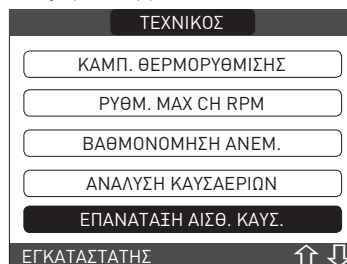 ΤΕΧΝΙΚΟΣ
ΚΑΜΠ. ΘΕΡΜΟΡΥΘΜΙΣΗΣ
ΡΥΘΜ. MAX CH RPM
ΒΑΘΜΟΝΟΜΗΣΗ ΑΝΕΜ.
ΑΝΑΛΥΣΗ ΚΑΥΣΑΕΡΙΩΝ
ΕΠΑΝΑΤΑΞΗ ΑΙΣΘ. ΚΑΥΣ.
ΕΓΚΑΤΑΣΤΑΤΗΣ